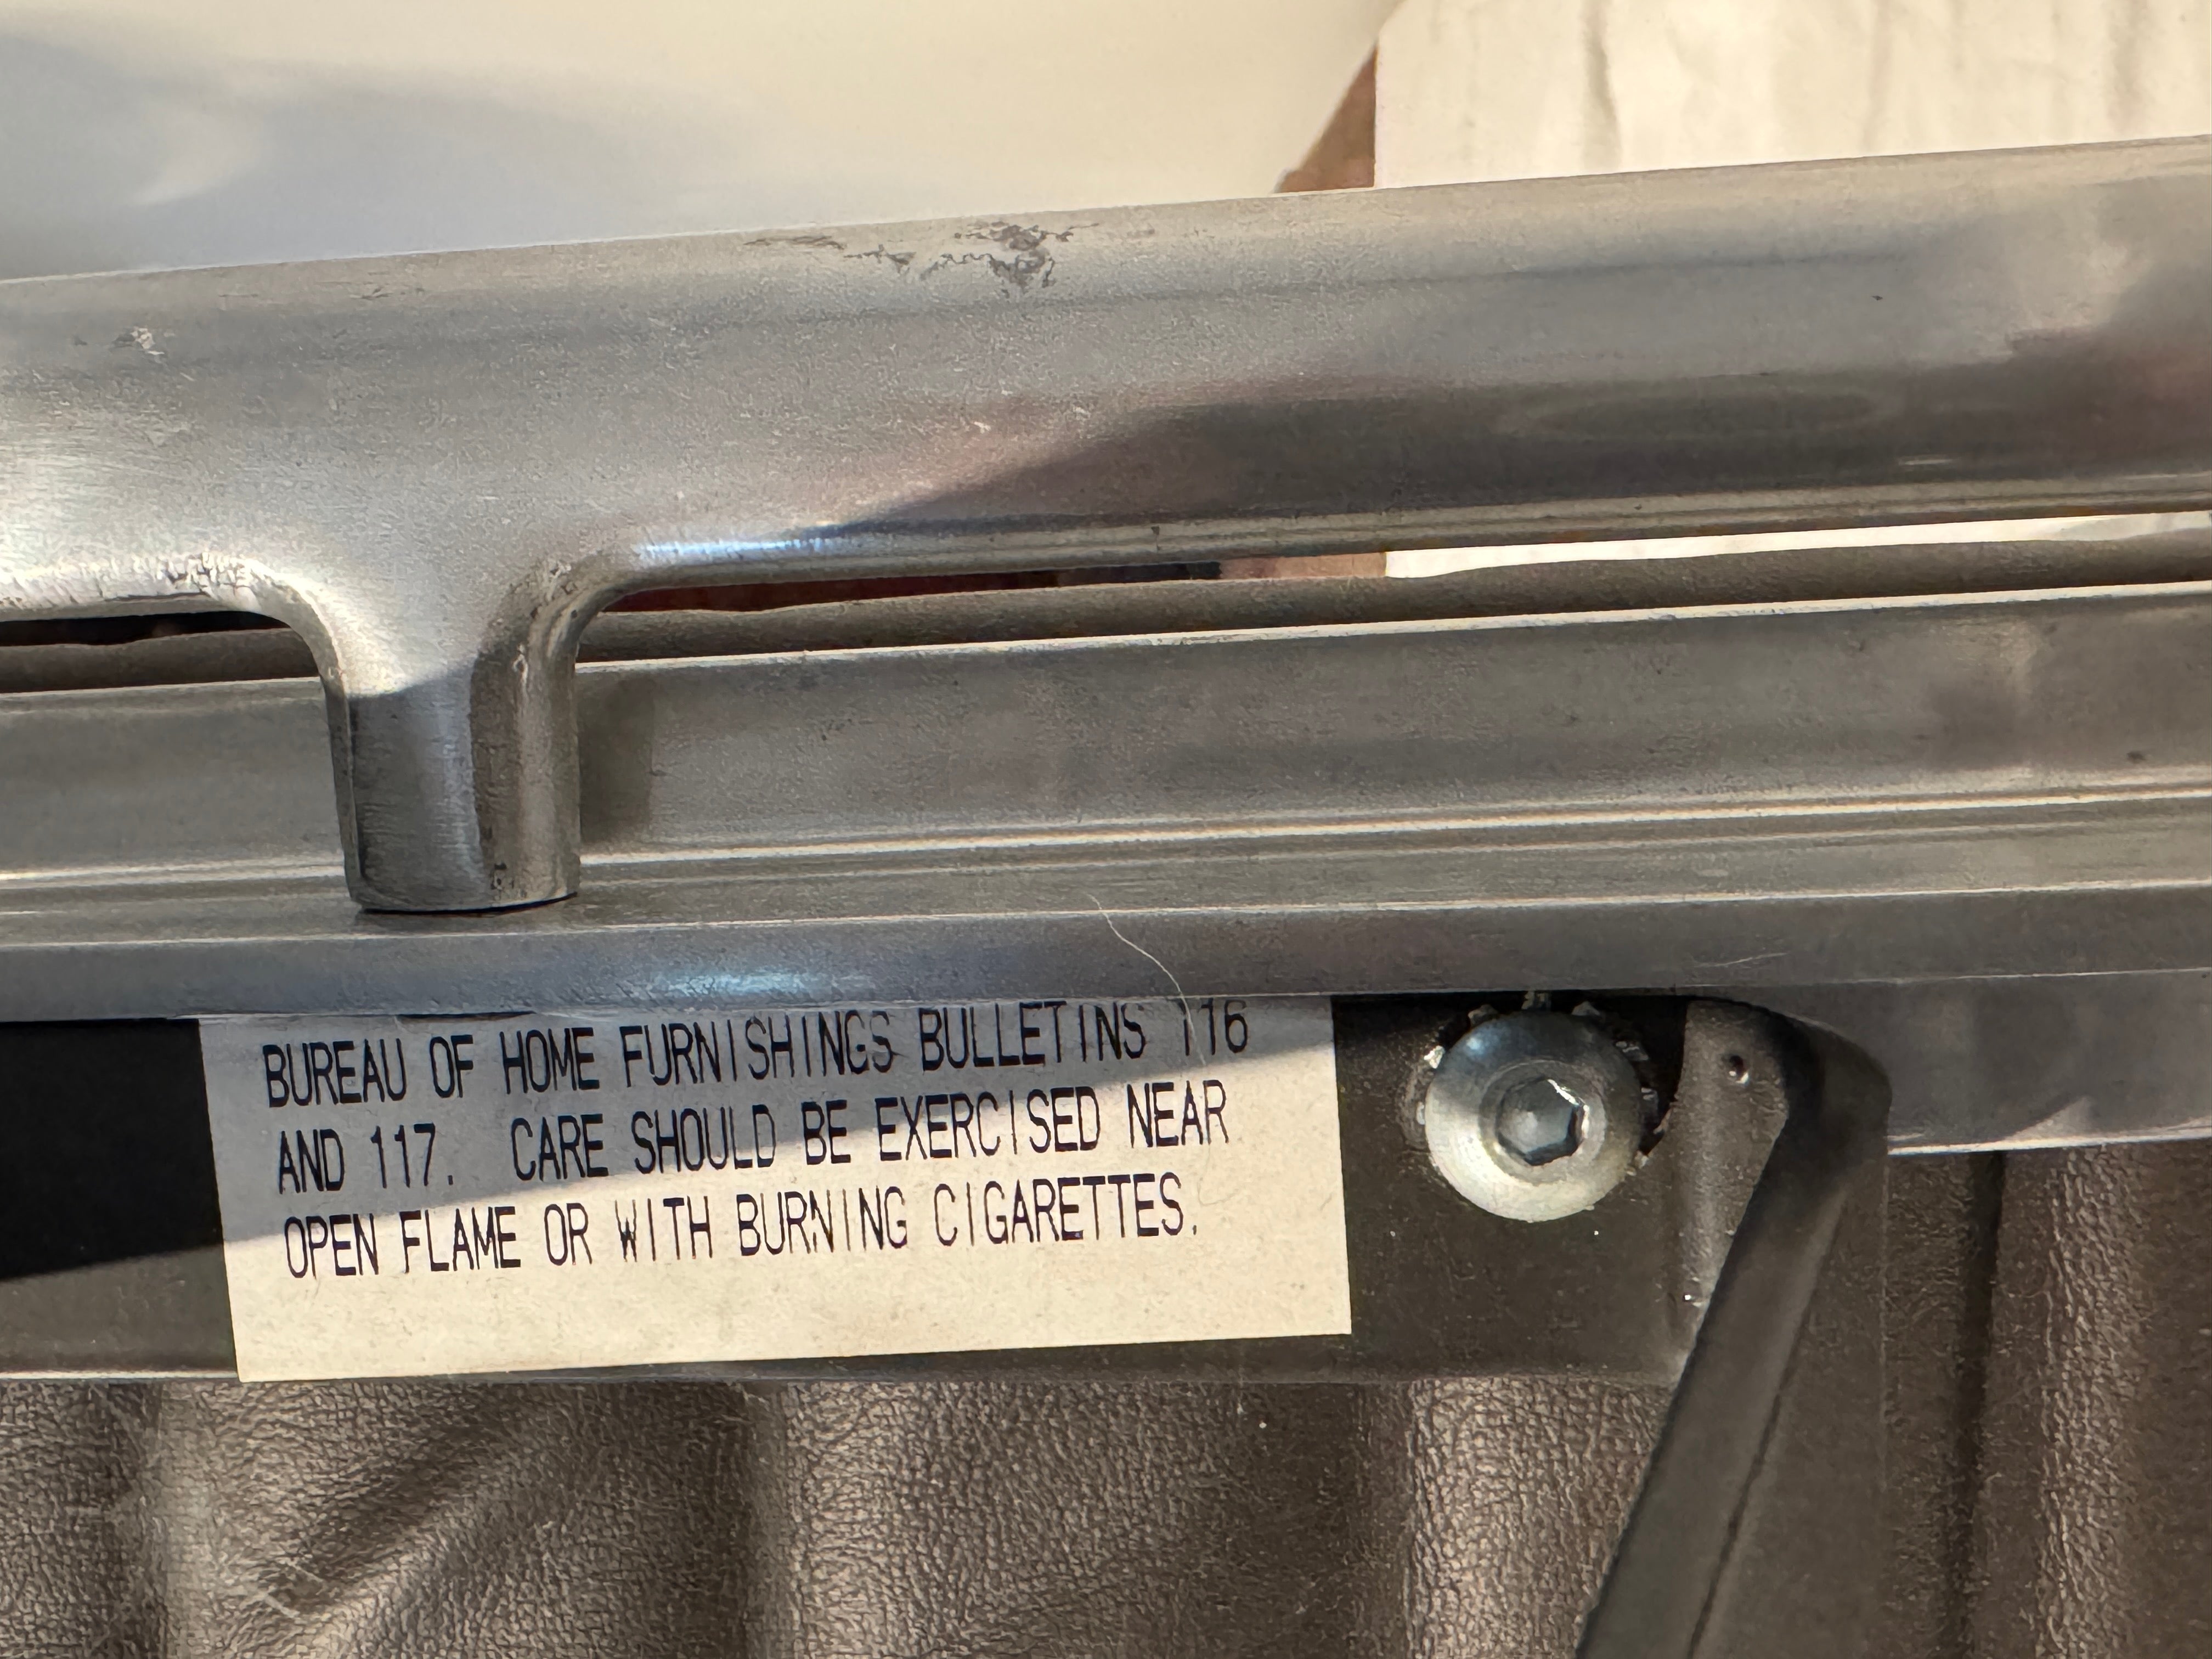 BUREAU OF HOME FURNISHINGS BULLETINS 116
AND 117. CARE SHOULD BE EXERCISED NEAR
OPEN FLAME OR WITH BURNING CIGARETTES.